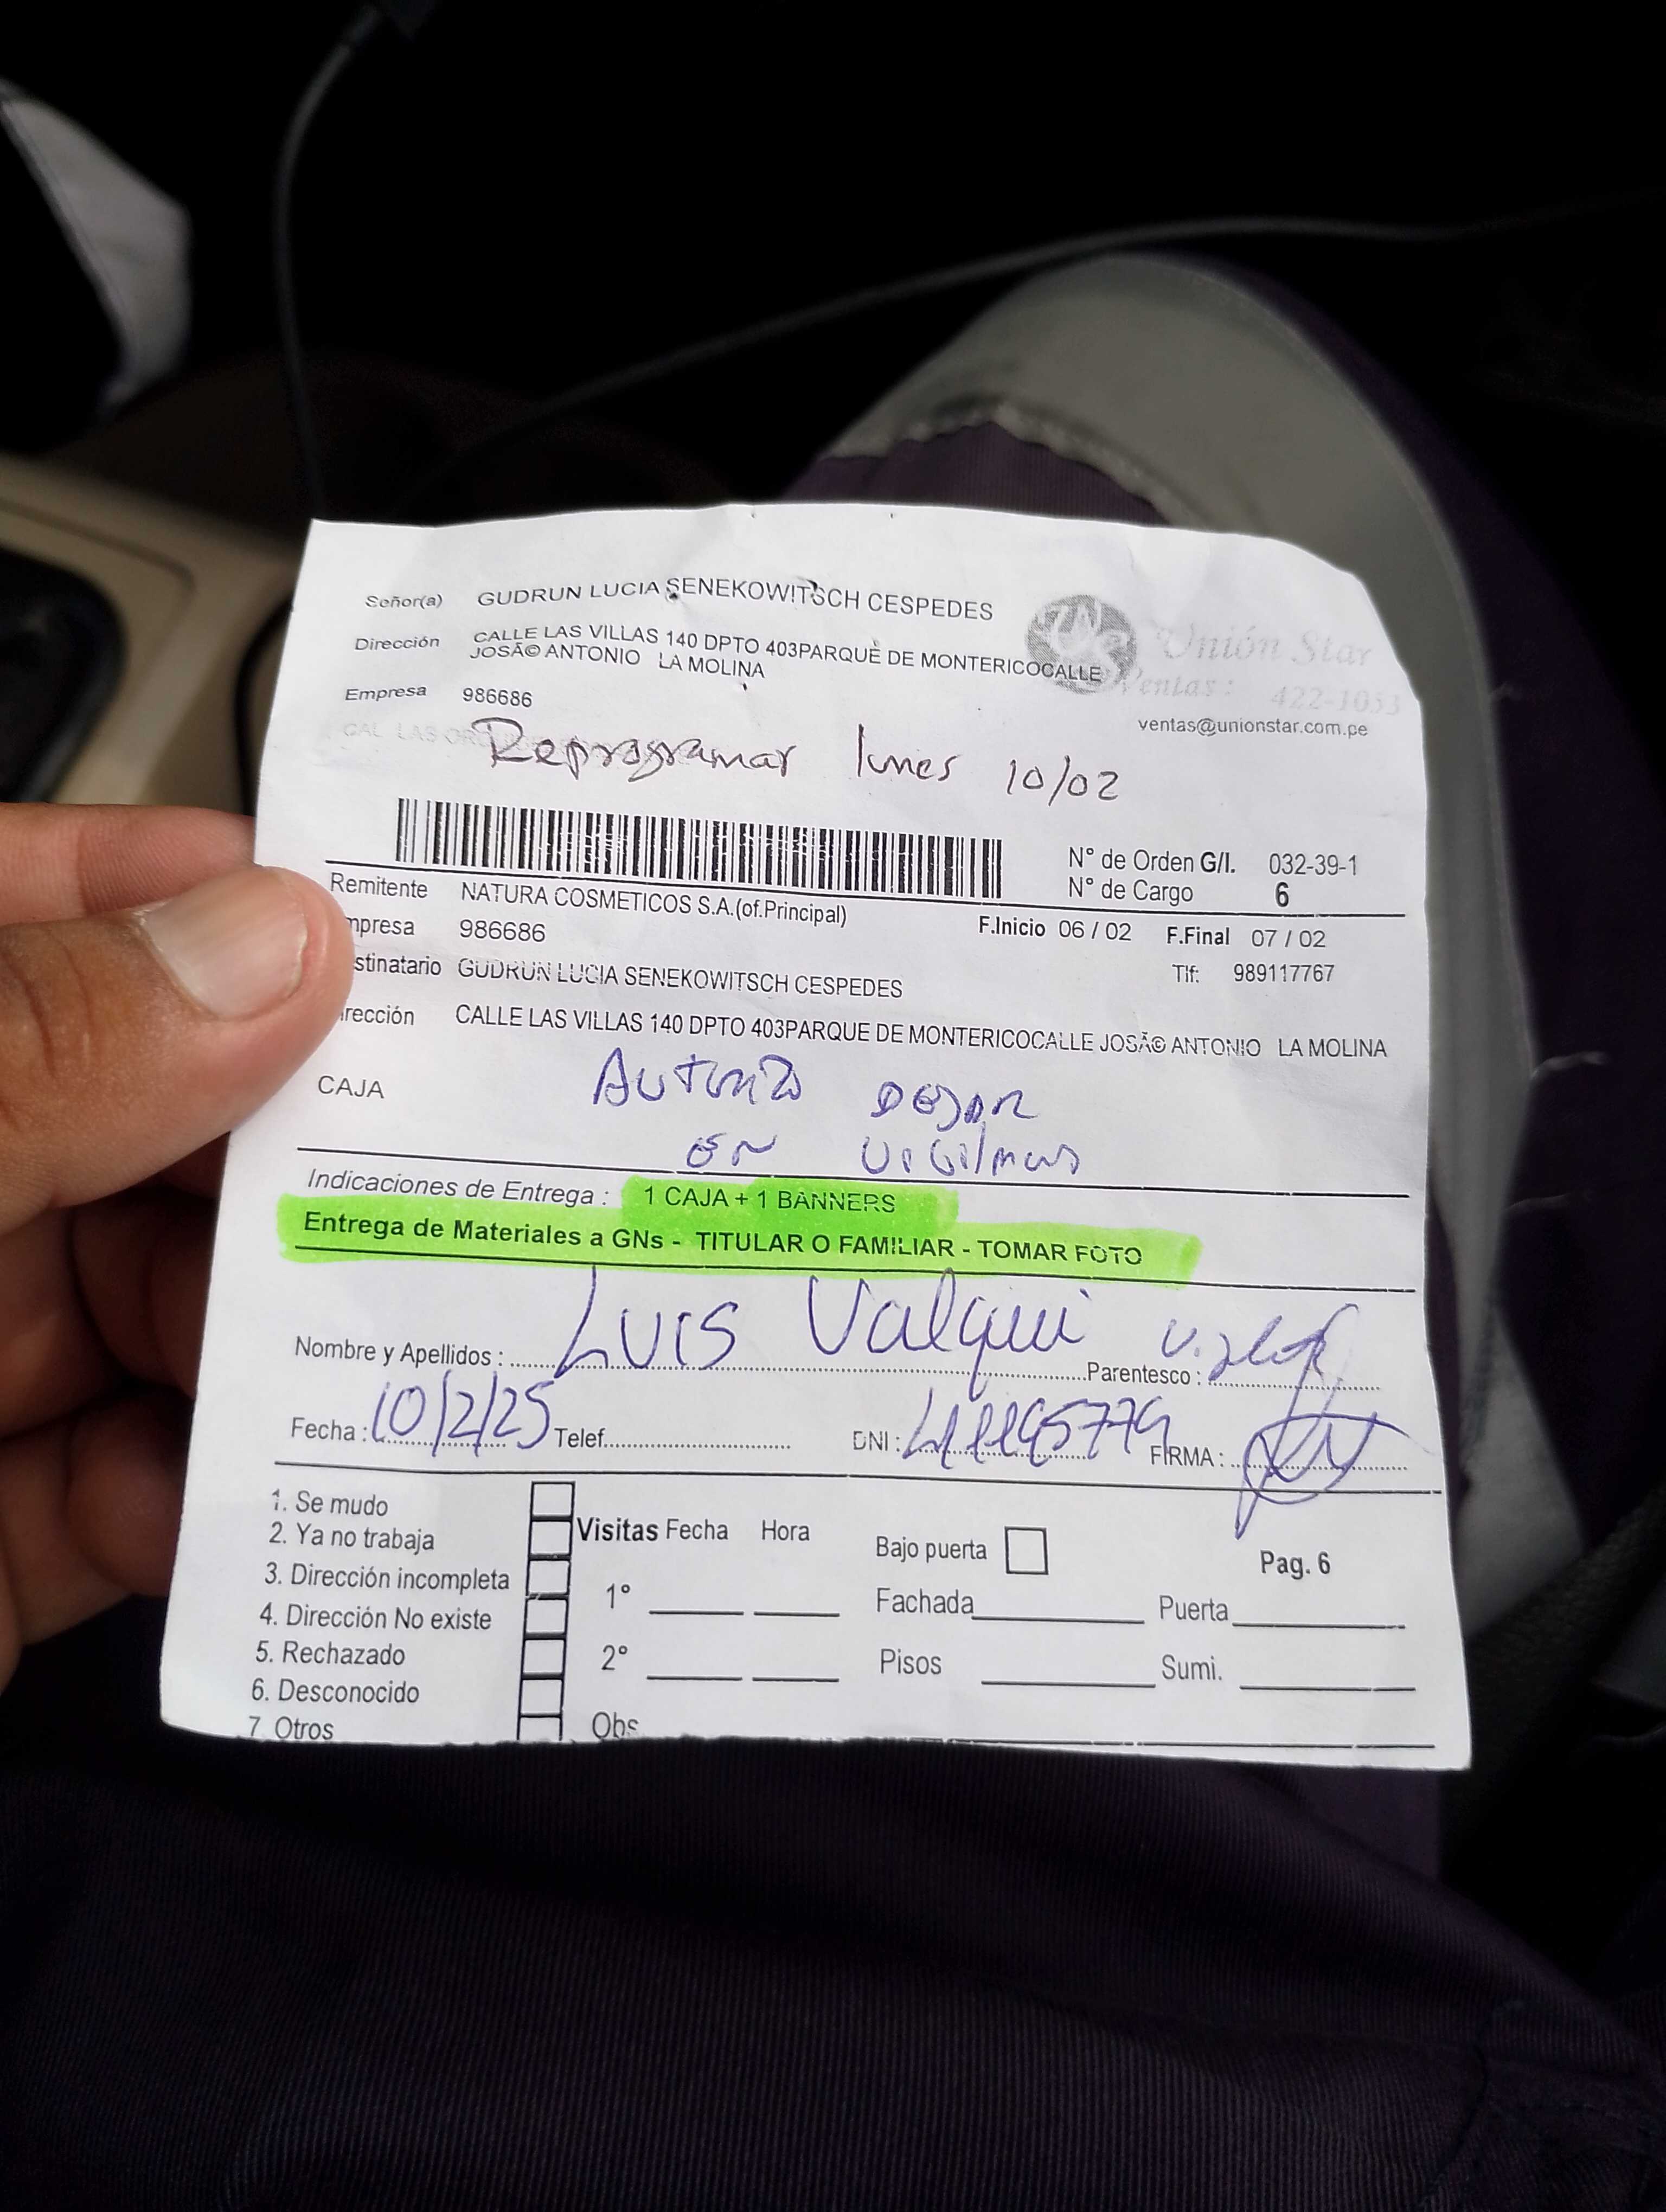 Señor(a) GUDRUN LUCIA SENEKOWITSCH CESPEDES
Dirección CALLE LAS VILLAS 140 DPTO 403PARQUE DE MONTERICOCALLE
JOSÃ© ANTONIO LA MOLINA
Empresa 986686
Unión Star
Ventas: 422-1053
ventas@unionstar.com.pe
Reprogramar lunes 10/02
N° de Orden G/I. 032-39-1
N° de Cargo 6
Remitente NATURA COSMETICOS S.A.(of.Principal)
F.Inicio 06 / 02 F.Final 07 / 02
mpresa 986686
stinatario GUDRUN LUCIA SENEKOWITSCH CESPEDES
Tlf: 989117767
irección CALLE LAS VILLAS 140 DPTO 403PARQUE DE MONTERICOCALLE JOSÃ© ANTONIO LA MOLINA
CAJA
Autorizo dejar
en
Indicaciones de Entrega : 1 CAJA + 1 BANNERS
Entrega de Materiales a GNs - TITULAR O FAMILIAR - TOMAR FOTO
Nombre y Apellidos : Luis Valqui Parentesco :
Fecha : 10/2/25 Telef. DNI : FIRMA :
1. Se mudo
2. Ya no trabaja
3. Dirección incompleta
4. Dirección No existe
5. Rechazado
6. Desconocido
7. Otros
Visitas Fecha Hora
1°
2°
Obs
Bajo puerta
Pag. 6
Fachada Puerta
Pisos Sumi.